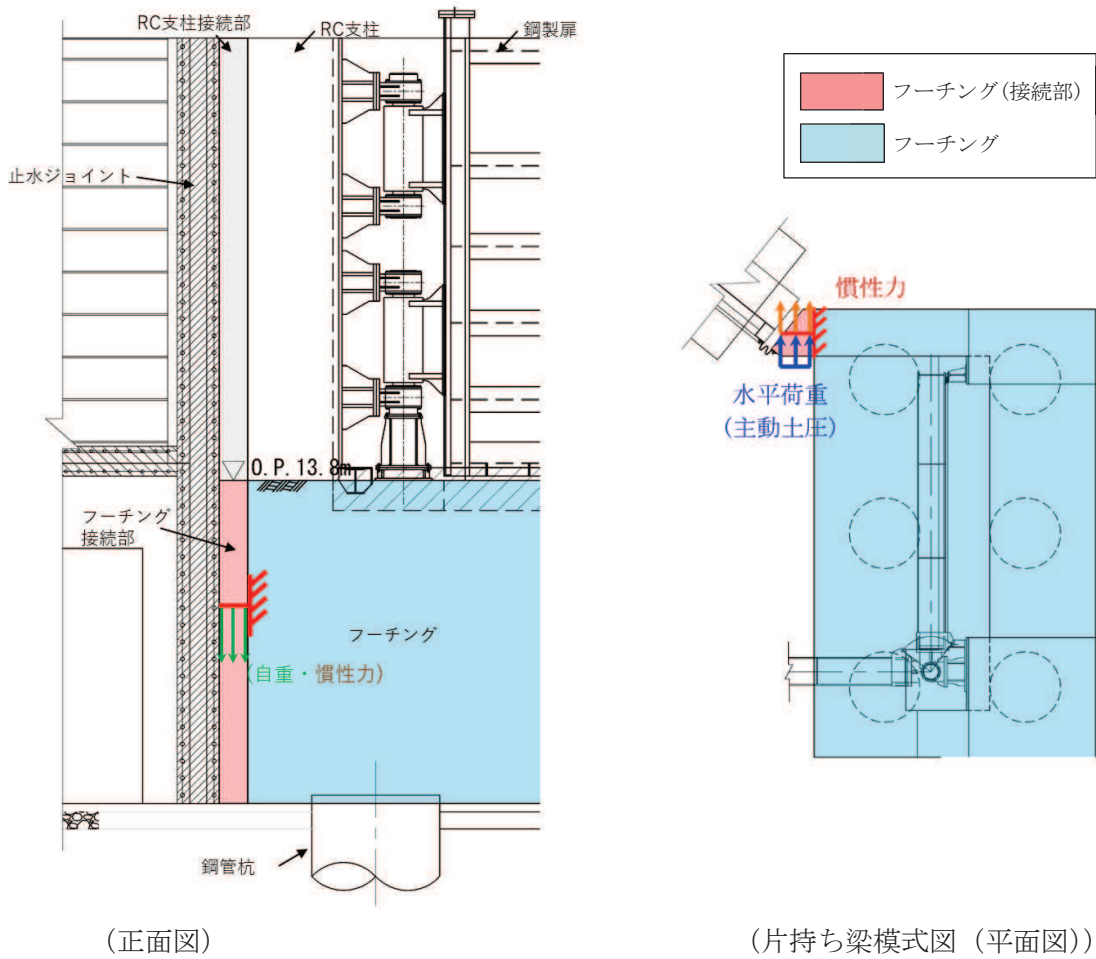 RC支柱接続部
RC支柱
鋼製扉
止水ジョイント
O.P.13.8m
フーチング
接続部
フーチング
(自重・慣性力)
鋼管杭
(正面図)
フーチング(接続部)
フーチング
慣性力
水平荷重
(主動土圧)
(片持ち梁模式図(平面図))